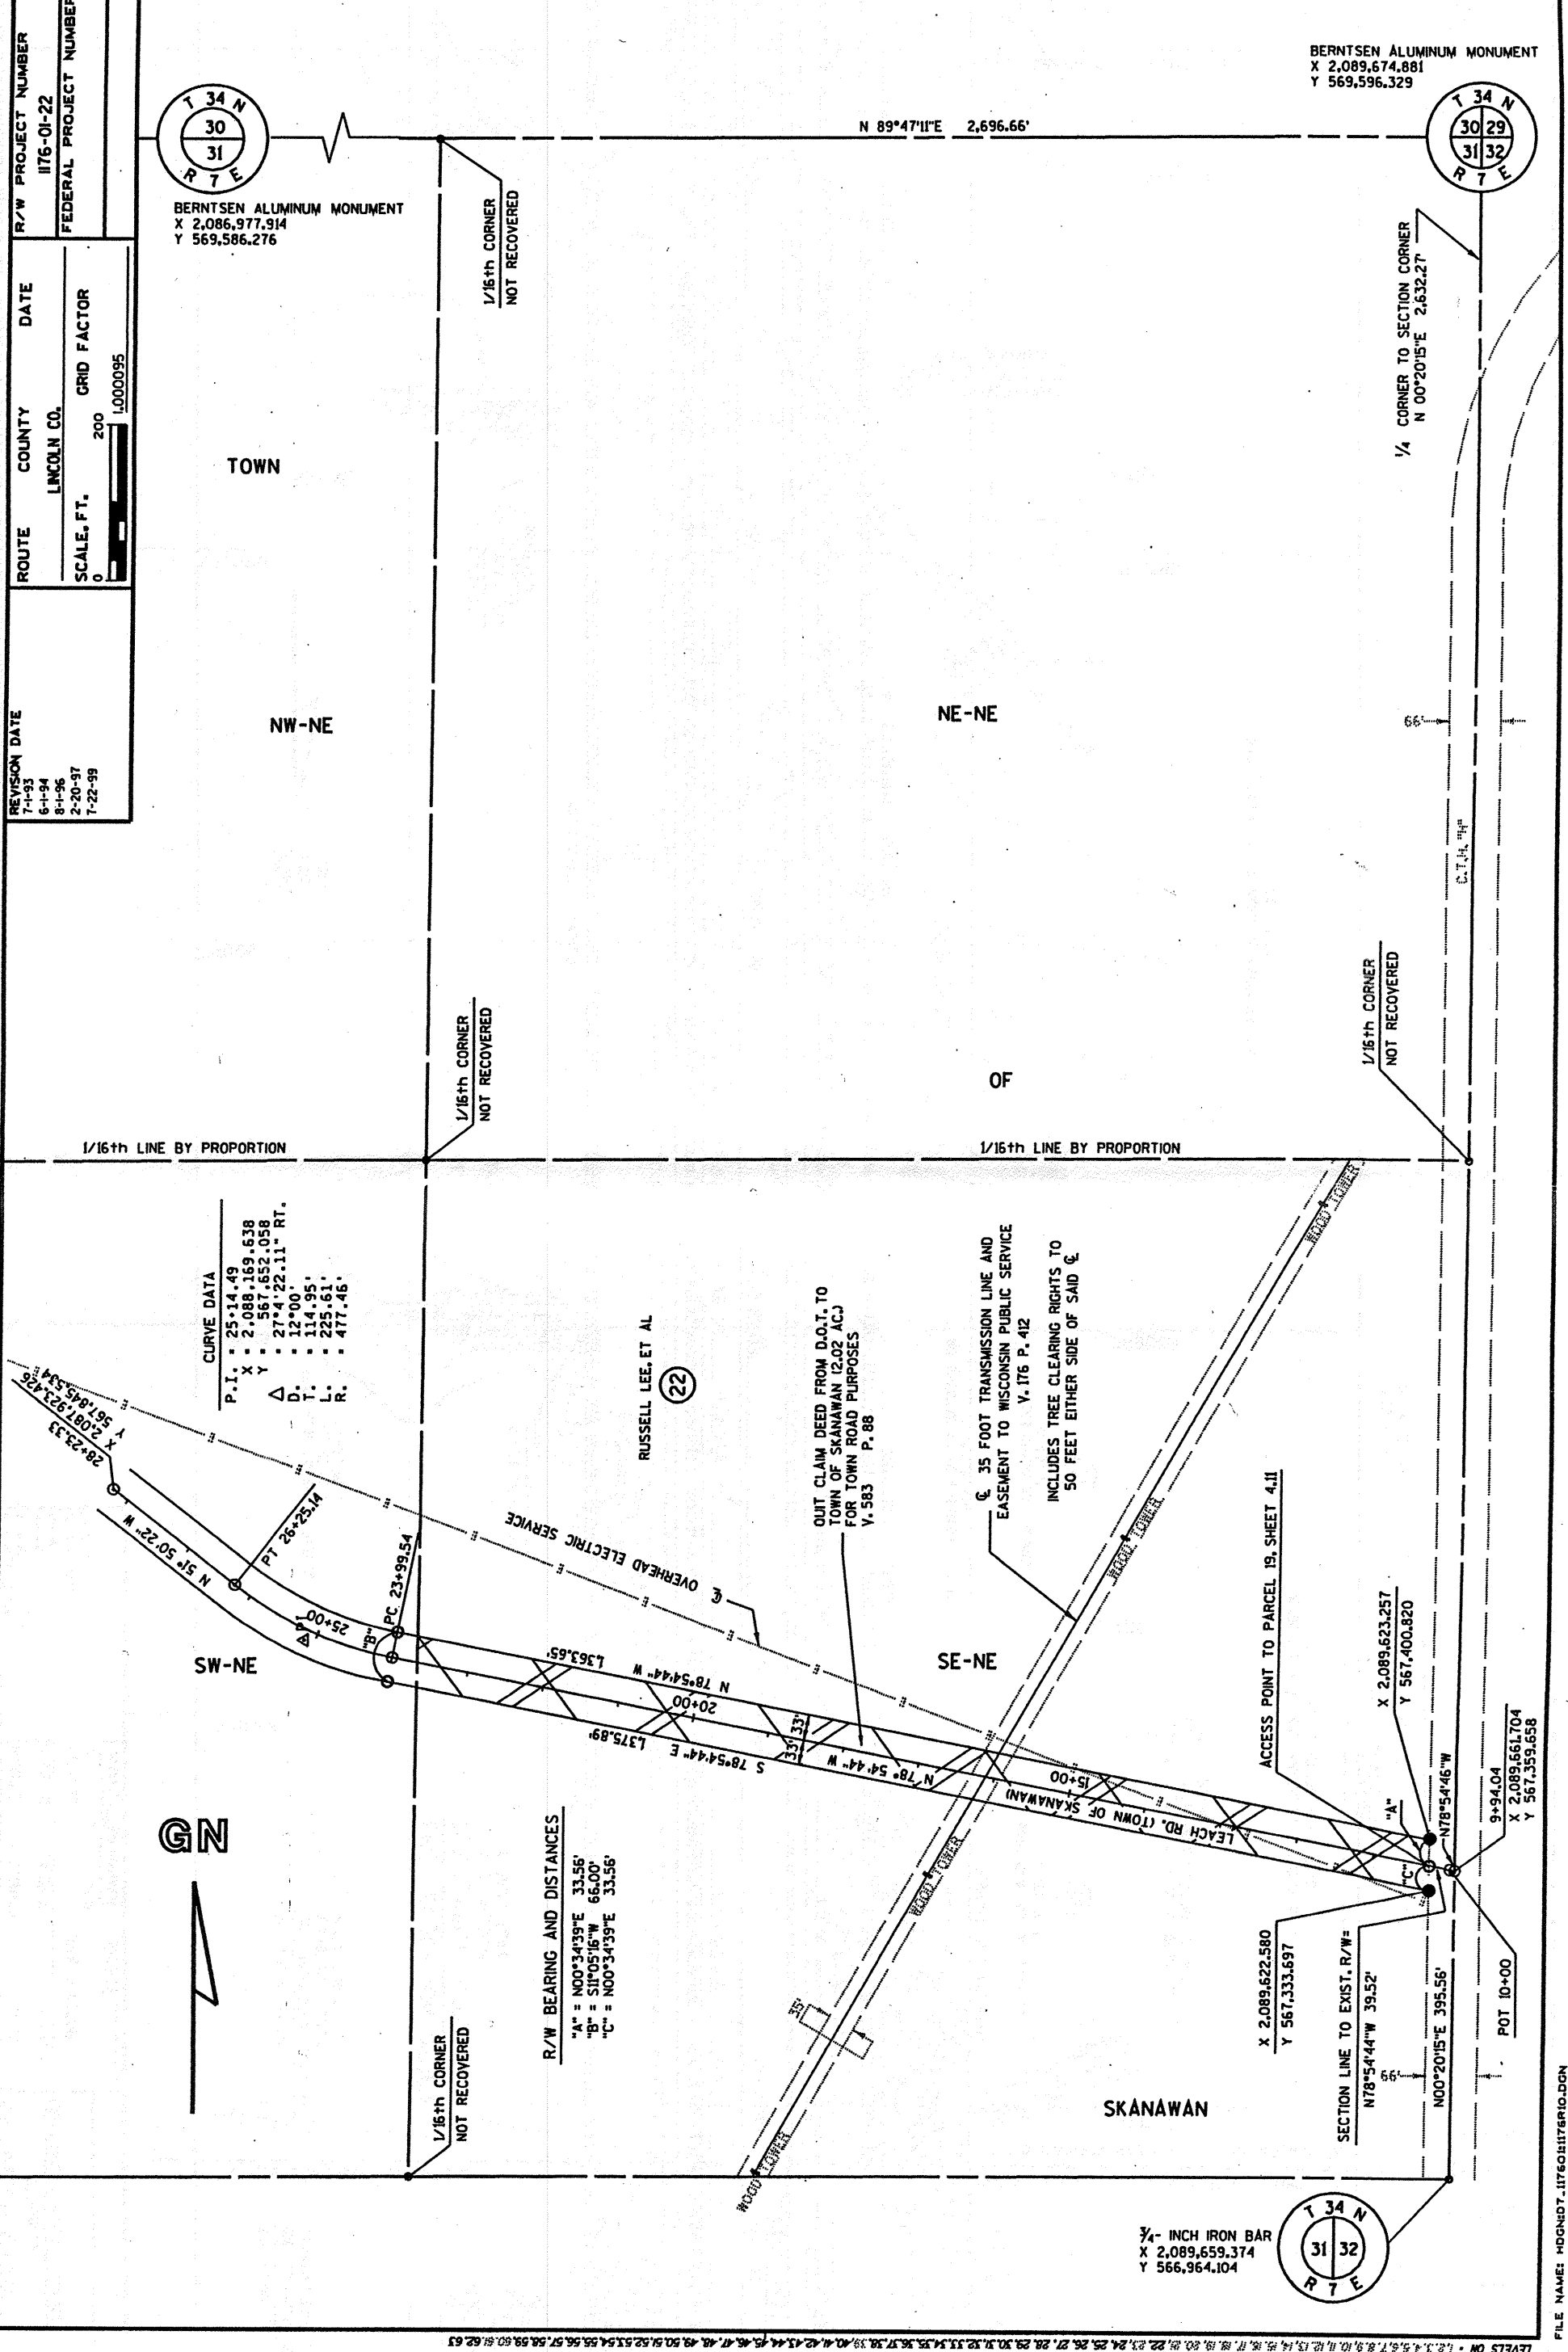 REVISION DATE
7-1-93
6-1-94
8-1-96
2-20-97
7-22-99
ROUTE COUNTY DATE
LINCOLN CO.
SCALE, FT. GRID FACTOR
0 200 1.000095
R/W PROJECT NUMBER
1176-01-22
FEDERAL PROJECT NUMBER
T 34 N
30
31
R 7 E
BERNTSEN ALUMINUM MONUMENT
X 2,086,977.914
Y 569,586.276
N 89°47'11"E 2,696.66'
BERNTSEN ALUMINUM MONUMENT
X 2,089,674.881
Y 569,596.329
T 34 N
30 29
31 32
R 7 E
1/16th CORNER
NOT RECOVERED
1/4 CORNER TO SECTION CORNER
N 00°20'15"E 2,632.27'
TOWN
NW-NE
NE-NE
66'
C.T.H. "H"
1/16th CORNER
NOT RECOVERED
1/16th CORNER
NOT RECOVERED
OF
1/16th LINE BY PROPORTION
1/16th LINE BY PROPORTION
CURVE DATA
P.I. = 25+14.49
X = 2,088,169.638
Y = 567,652.058
Δ = 27°4'22.11" RT.
D. = 12°00'
T. = 114.95'
L. = 225.61'
R. = 477.46'
28+23.33
X 2,087,923.426
Y 567,845.534
RUSSELL LEE, ET AL
22
QUIT CLAIM DEED FROM D.O.T. TO
TOWN OF SKANAWAN (2.02 AC.)
FOR TOWN ROAD PURPOSES
V. 583 P. 88
℄ 35 FOOT TRANSMISSION LINE AND
EASEMENT TO WISCONSIN PUBLIC SERVICE
V. 176 P. 412
INCLUDES TREE CLEARING RIGHTS TO
50 FEET EITHER SIDE OF SAID ℄
WOOD TOWER
WOOD TOWER
WOOD TOWER
WOOD TOWER
N 51° 50'22" W
PT 26+25.14
PI
25+00
"B"
PC 23+99.54
℄ OVERHEAD ELECTRIC SERVICE
SW-NE
SE-NE
N 78°54'44" W 1,363.65'
20+00
S 78°54'44" E 1,375.89'
33' 33'
N 78° 54'44" W
15+00
LEACH RD. (TOWN OF SKANAWAN)
ACCESS POINT TO PARCEL 19, SHEET 4.11
X 2,089,623.257
Y 567,400.820
"A"
"C"
N78°54'46"W
9+94.04
X 2,089,661.704
Y 567,359.658
GN
R/W BEARING AND DISTANCES
"A" = N00°34'39"E 33.56'
"B" = S11°05'16"W 66.00'
"C" = N00°34'39"E 33.56'
35'
X 2,089,622.580
Y 567,333.697
SECTION LINE TO EXIST. R/W=
N78°54'44"W 39.52'
66'
N00°20'15"E 395.56'
POT 10+00
1/16th CORNER
NOT RECOVERED
SKANAWAN
3/4- INCH IRON BAR
X 2,089,659.374
Y 566,964.104
T 34 N
31 32
R 7 E